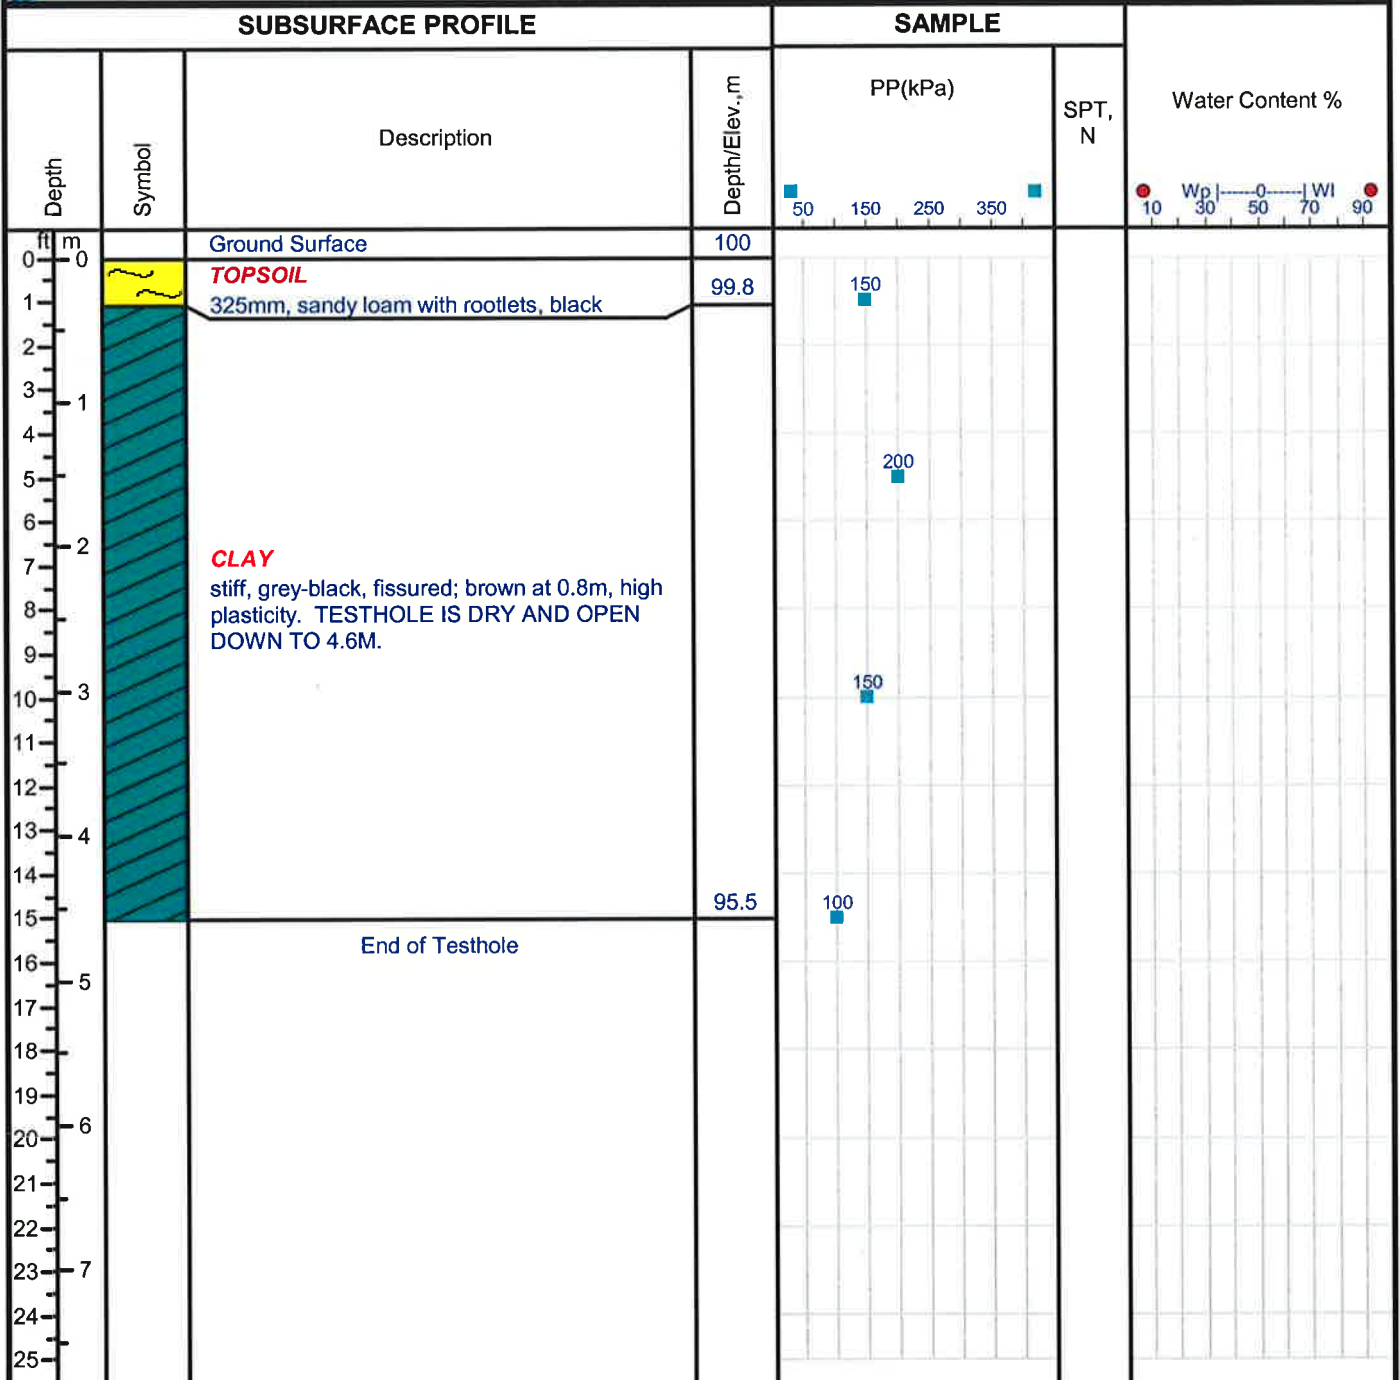 SUBSURFACE PROFILE
SAMPLE
Depth
Symbol
Description
Depth/Elev.,m
PP(kPa)
SPT,
N
Water Content %
50 150 250 350
Wp |-----0-----| Wl
10 30 50 70 90
ft m
Ground Surface
100
0 0
TOPSOIL
325mm, sandy loam with rootlets, black
99.8
150
1
2
3
1
4
200
5
6
2
7
CLAY
stiff, grey-black, fissured; brown at 0.8m, high
plasticity. TESTHOLE IS DRY AND OPEN
DOWN TO 4.6M.
8
9
150
10
3
11
12
13
4
14
95.5
100
15
End of Testhole
16
5
17
18
19
6
20
21
22
23
7
24
25